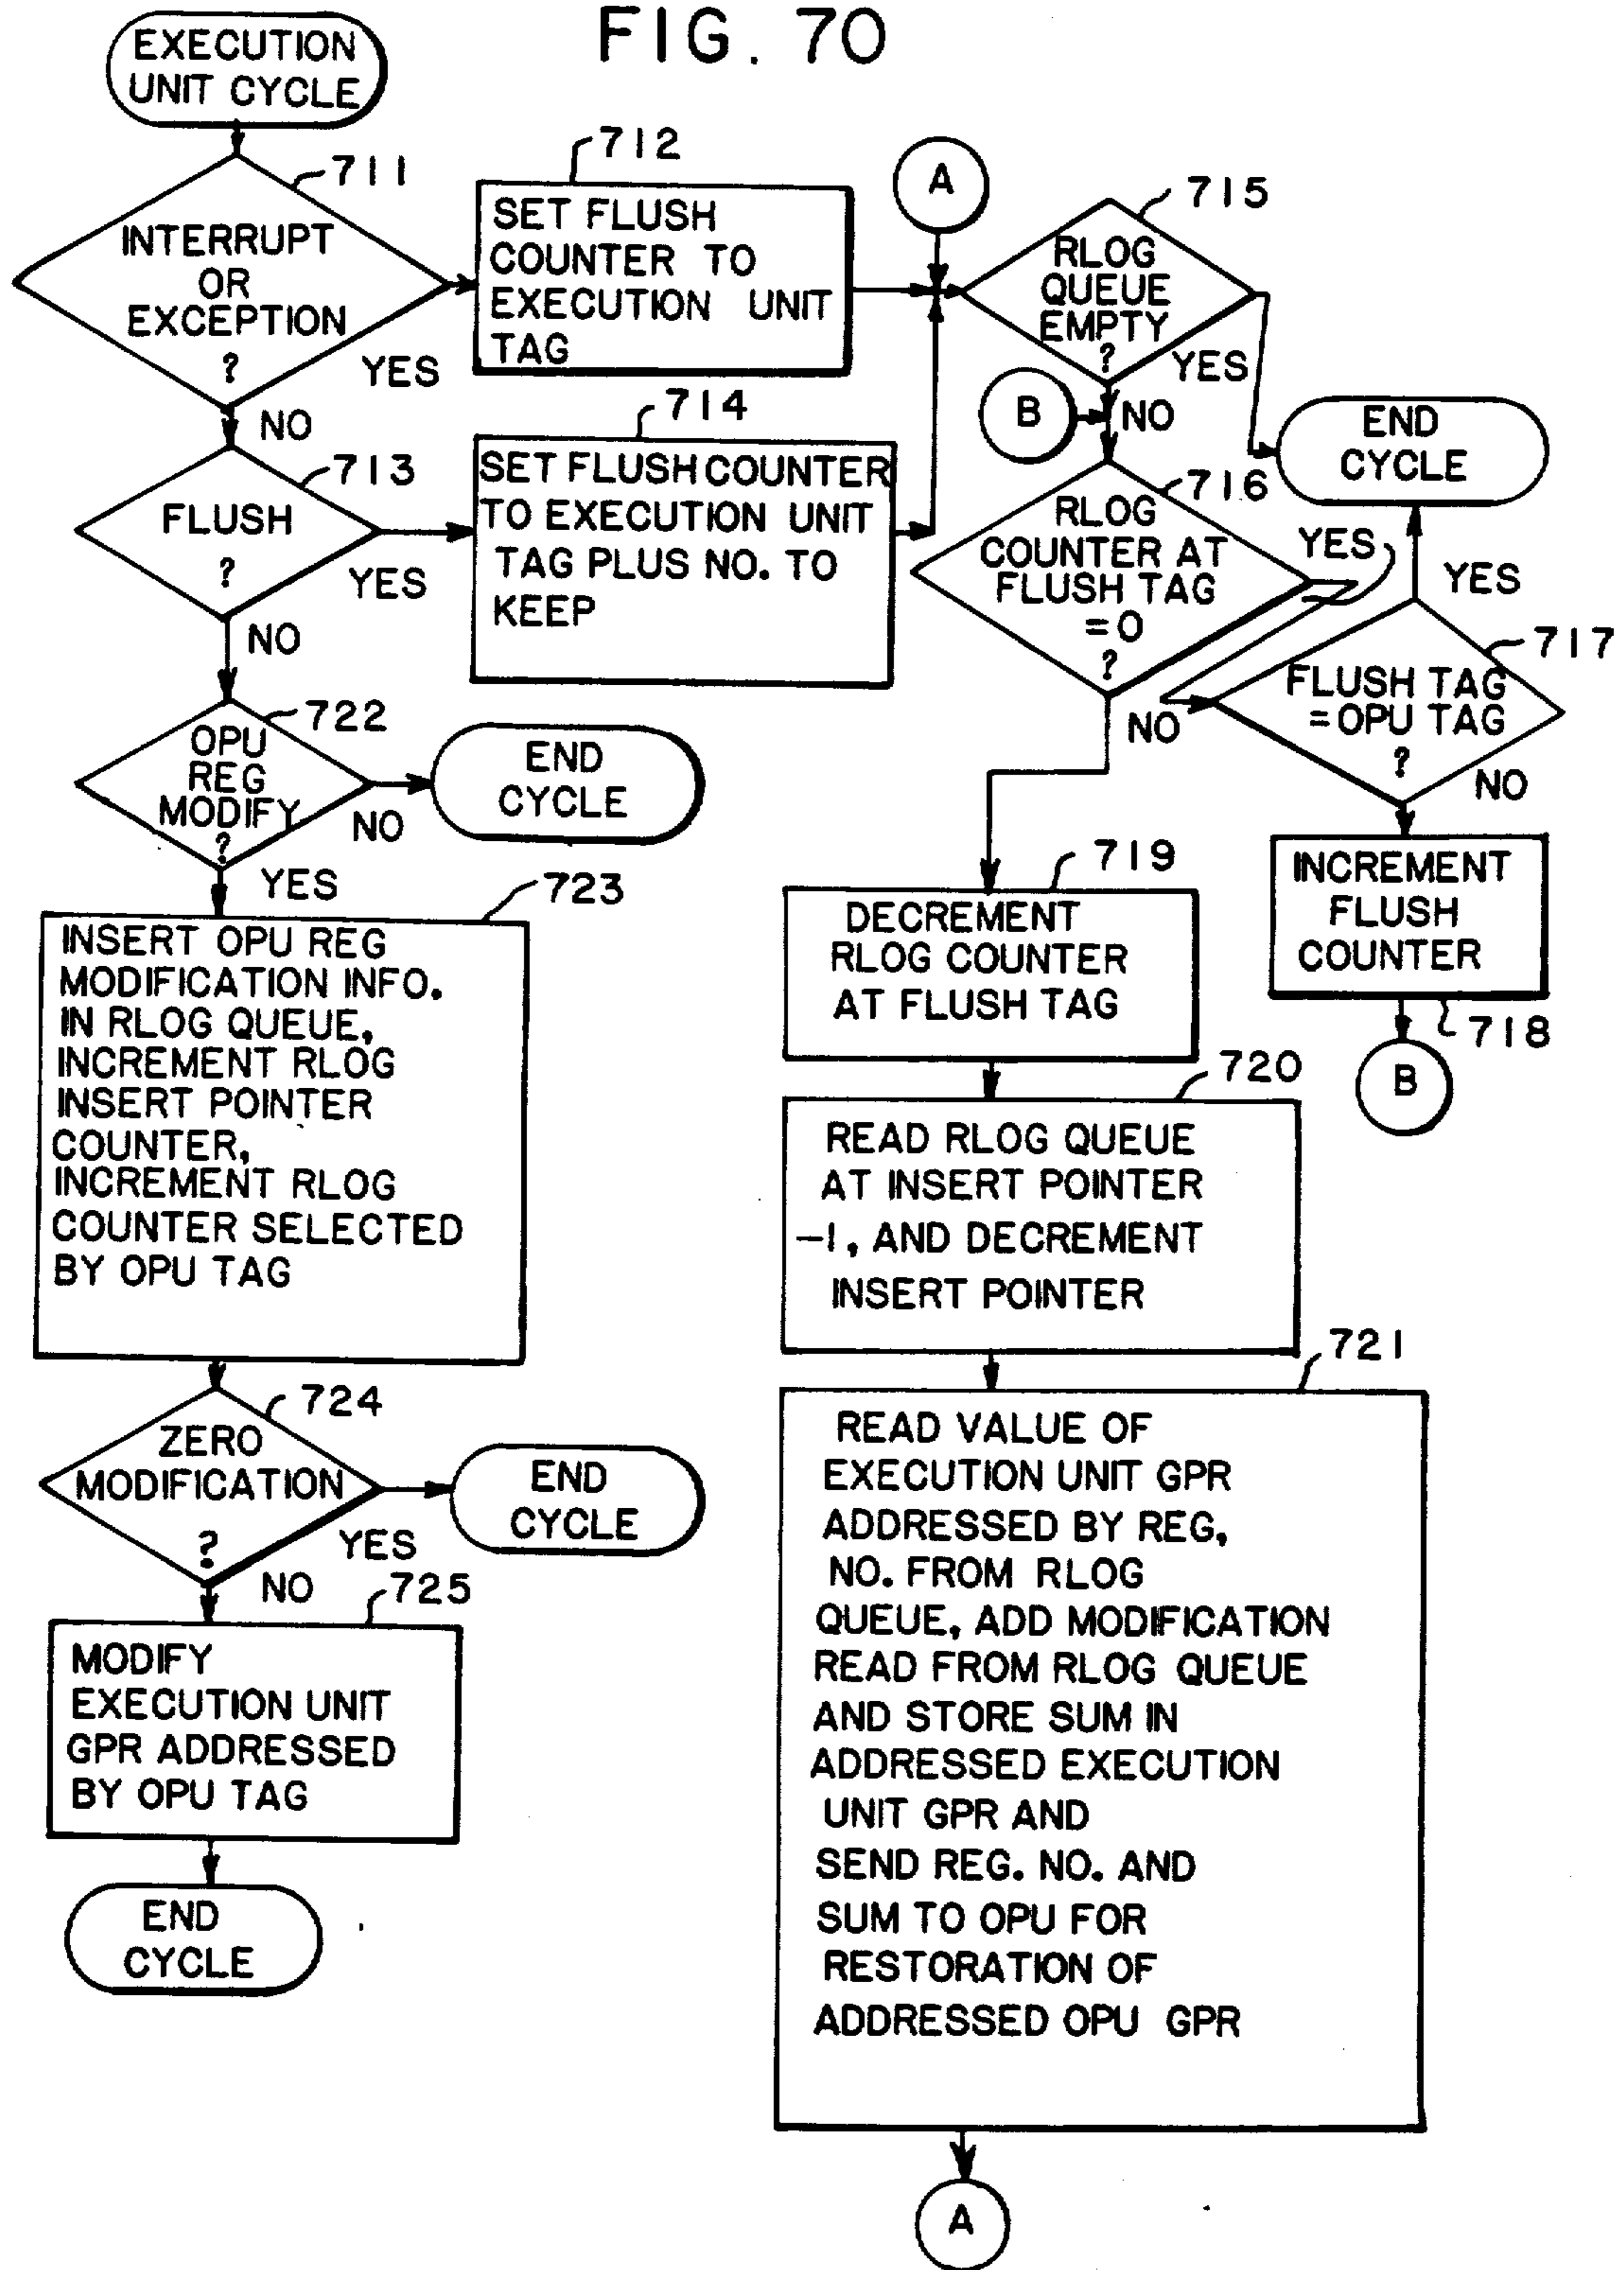 FIG. 70
EXECUTION
UNIT CYCLE
711
INTERRUPT
OR
EXCEPTION
?
YES
NO
712
SET FLUSH
COUNTER TO
EXECUTION UNIT
TAG
713
FLUSH
?
YES
NO
714
SET FLUSH COUNTER
TO EXECUTION UNIT
TAG PLUS NO. TO
KEEP
A
715
RLOG
QUEUE
EMPTY
?
YES
NO
B
END
CYCLE
716
RLOG
COUNTER AT
FLUSH TAG
=0
?
YES
NO
YES
717
FLUSH TAG
=OPU TAG
?
NO
INCREMENT
FLUSH
COUNTER
718
B
722
OPU
REG
MODIFY
?
NO
END
CYCLE
YES
723
INSERT OPU REG
MODIFICATION INFO.
IN RLOG QUEUE,
INCREMENT RLOG
INSERT POINTER
COUNTER,
INCREMENT RLOG
COUNTER SELECTED
BY OPU TAG
724
ZERO
MODIFICATION
?
YES
END
CYCLE
NO
725
MODIFY
EXECUTION UNIT
GPR ADDRESSED
BY OPU TAG
END
CYCLE
719
DECREMENT
RLOG COUNTER
AT FLUSH TAG
720
READ RLOG QUEUE
AT INSERT POINTER
-1, AND DECREMENT
INSERT POINTER
721
READ VALUE OF
EXECUTION UNIT GPR
ADDRESSED BY REG,
NO. FROM RLOG
QUEUE, ADD MODIFICATION
READ FROM RLOG QUEUE
AND STORE SUM IN
ADDRESSED EXECUTION
UNIT GPR AND
SEND REG. NO. AND
SUM TO OPU FOR
RESTORATION OF
ADDRESSED OPU GPR
A